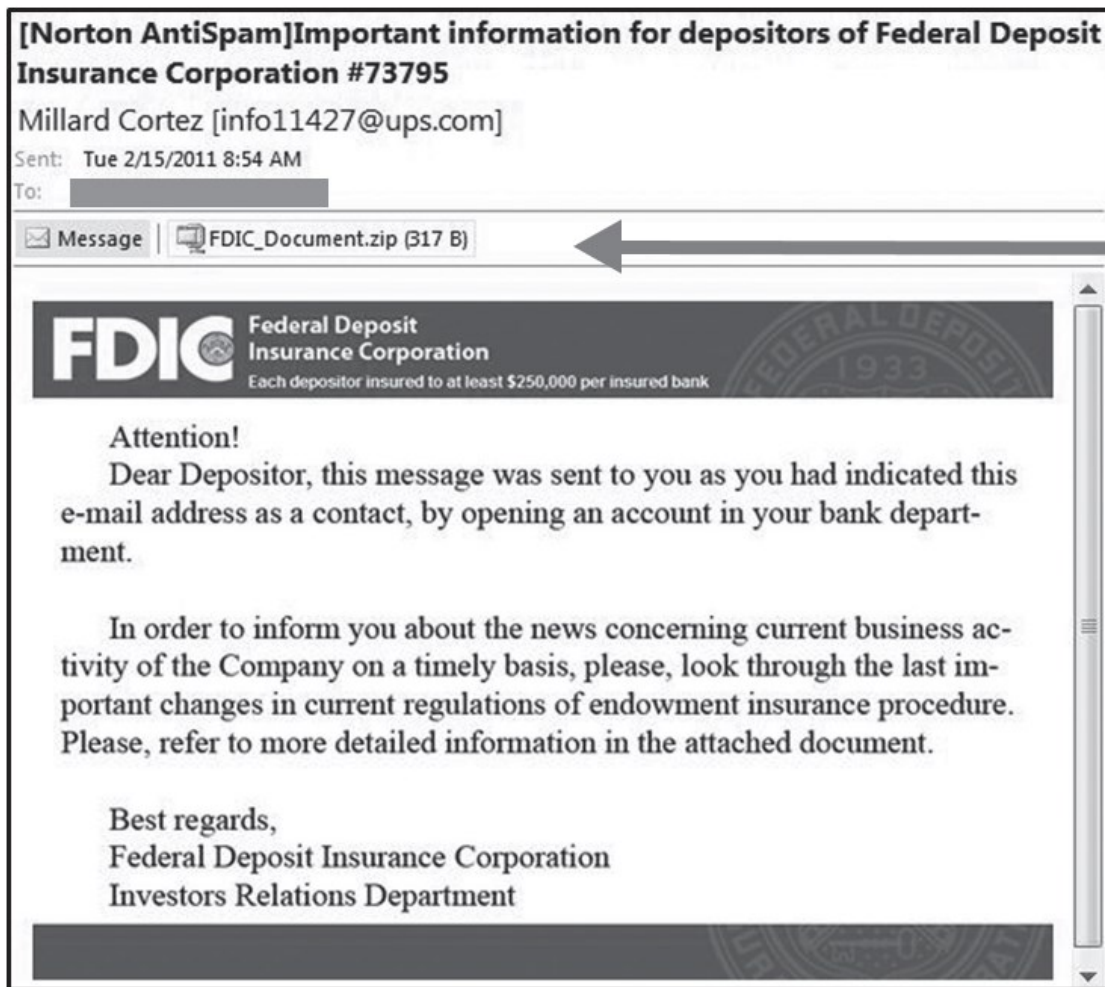 [Norton AntiSpam]Important information for depositors of Federal Deposit
Insurance Corporation #73795
Millard Cortez [info11427@ups.com]
Sent: Tue 2/15/2011 8:54 AM
To:
Message FDIC_Document.zip (317 B)
FDIC Federal Deposit
Insurance Corporation
Each depositor insured to at least $250,000 per insured bank
FEDERAL DEPOSIT
1933
Attention!
Dear Depositor, this message was sent to you as you had indicated this
e-mail address as a contact, by opening an account in your bank depart-
ment.
In order to inform you about the news concerning current business ac-
tivity of the Company on a timely basis, please, look through the last im-
portant changes in current regulations of endowment insurance procedure.
Please, refer to more detailed information in the attached document.
Best regards,
Federal Deposit Insurance Corporation
Investors Relations Department